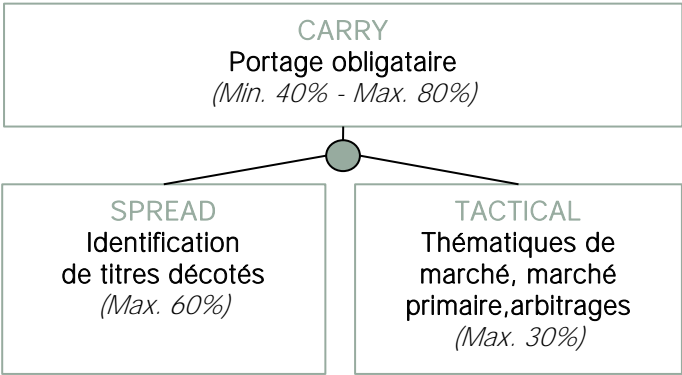 CARRY
Portage obligataire
(Min. 40% - Max. 80%)
SPREAD
Identification
de titres décotés
(Max. 60%)
TACTICAL
Thématiques de
marché, marché
primaire,arbitrages
(Max. 30%)